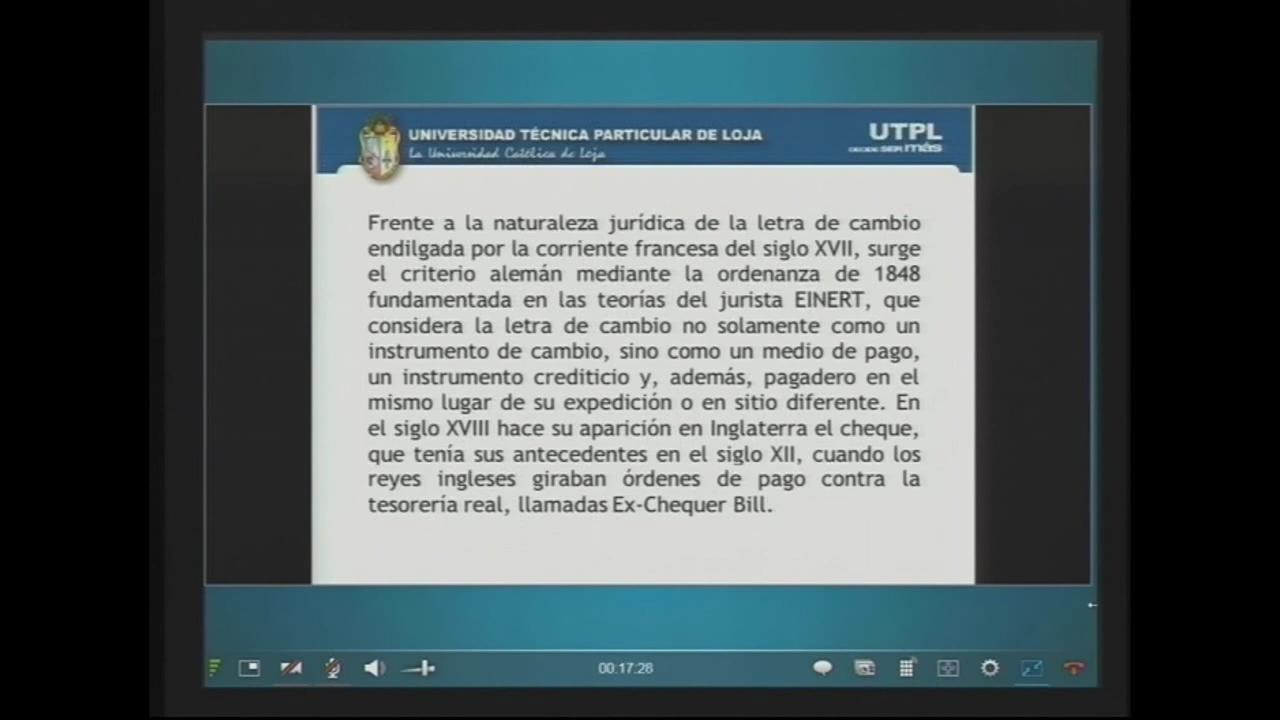 UNIVERSIDAD TÉCNICA PARTICULAR DE LOJA
La Universidad Católica de Loja
UTPL
DECIDE SER más
Frente a la naturaleza jurídica de la letra de cambio
endilgada por la corriente francesa del siglo XVII, surge
el criterio alemán mediante la ordenanza de 1848
fundamentada en las teorías del jurista EINERT, que
considera la letra de cambio no solamente como un
instrumento de cambio, sino como un medio de pago,
un instrumento crediticio y, además, pagadero en el
mismo lugar de su expedición o en sitio diferente. En
el siglo XVIII hace su aparición en Inglaterra el cheque,
que tenía sus antecedentes en el siglo XII, cuando los
reyes ingleses giraban órdenes de pago contra la
tesorería real, llamadas Ex-Chequer Bill.
00:17:28